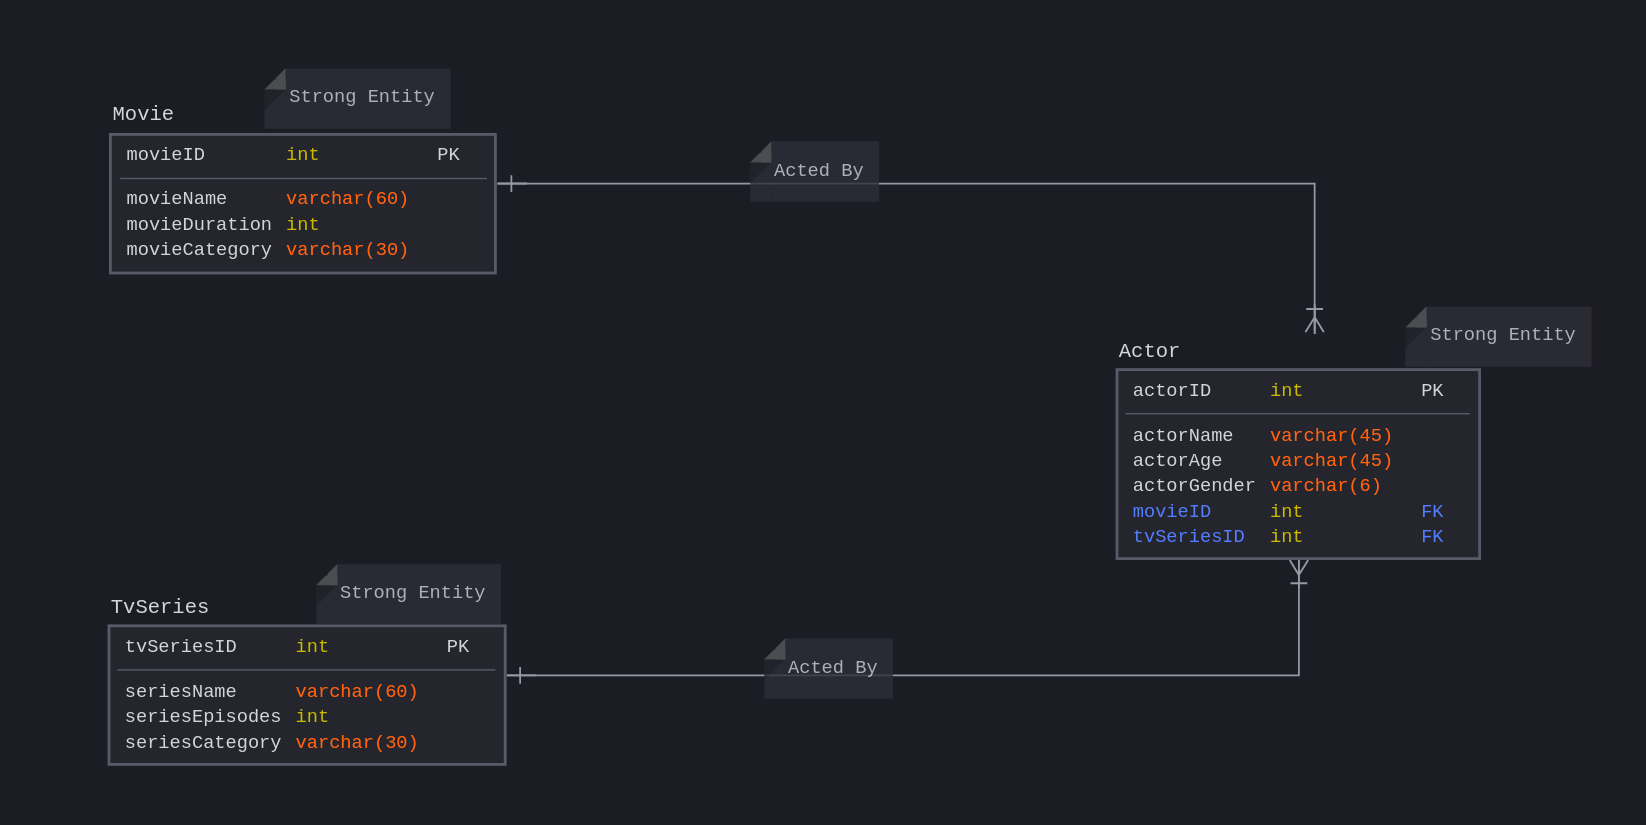 Strong Entity
Movie
movieID int PK
movieName varchar(60)
movieDuration int
movieCategory varchar(30)
Acted By
Strong Entity
Actor
actorID int PK
actorName varchar(45)
actorAge varchar(45)
actorGender varchar(6)
movieID int FK
tvSeriesID int FK
Strong Entity
TvSeries
tvSeriesID int PK
seriesName varchar(60)
seriesEpisodes int
seriesCategory varchar(30)
Acted By